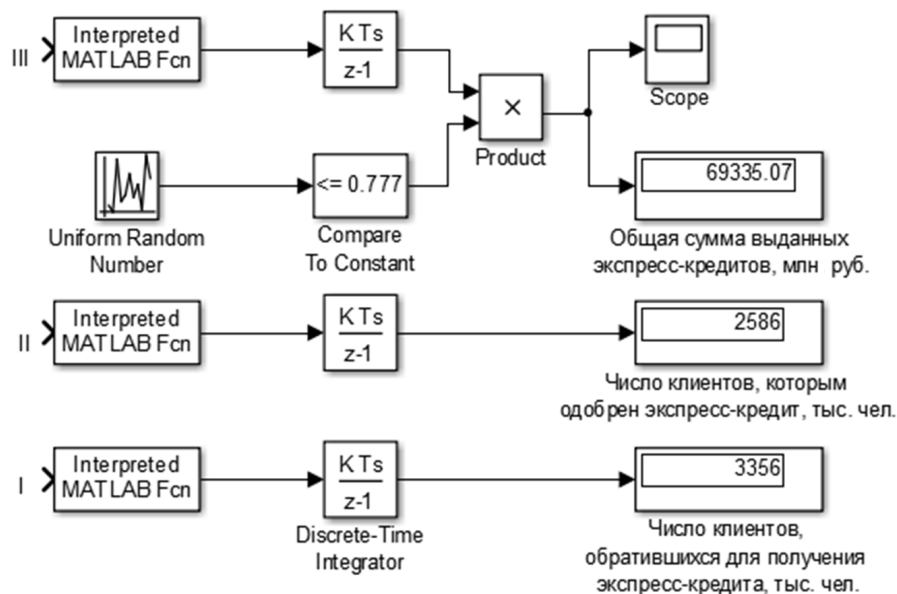 III
Interpreted
MATLAB Fcn
K Ts
z-1
×
Product
Scope
Uniform Random
Number
<= 0.777
Compare
To Constant
69335.07
Общая сумма выданных
экспресс-кредитов, млн руб.
II
Interpreted
MATLAB Fcn
K Ts
z-1
2586
Число клиентов, которым
одобрен экспресс-кредит, тыс. чел.
I
Interpreted
MATLAB Fcn
K Ts
z-1
Discrete-Time
Integrator
3356
Число клиентов,
обратившихся для получения
экспресс-кредита, тыс. чел.